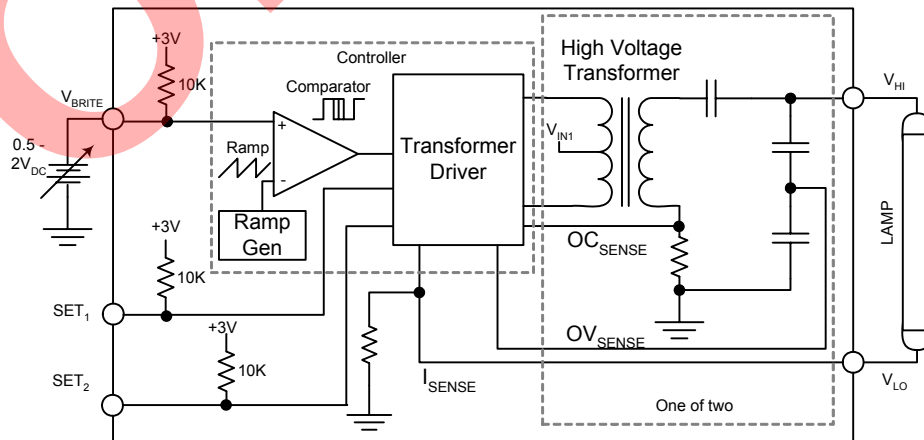 +3V
Controller
High Voltage
Transformer
10K
Comparator
V_BRITE
V_HI
0.5 -
2V_DC
+
Ramp
-
Transformer
Driver
V_IN1
Ramp
Gen
LAMP
+3V
OC_SENSE
10K
SET_1
+3V
OV_SENSE
10K
SET_2
I_SENSE
V_LO
One of two